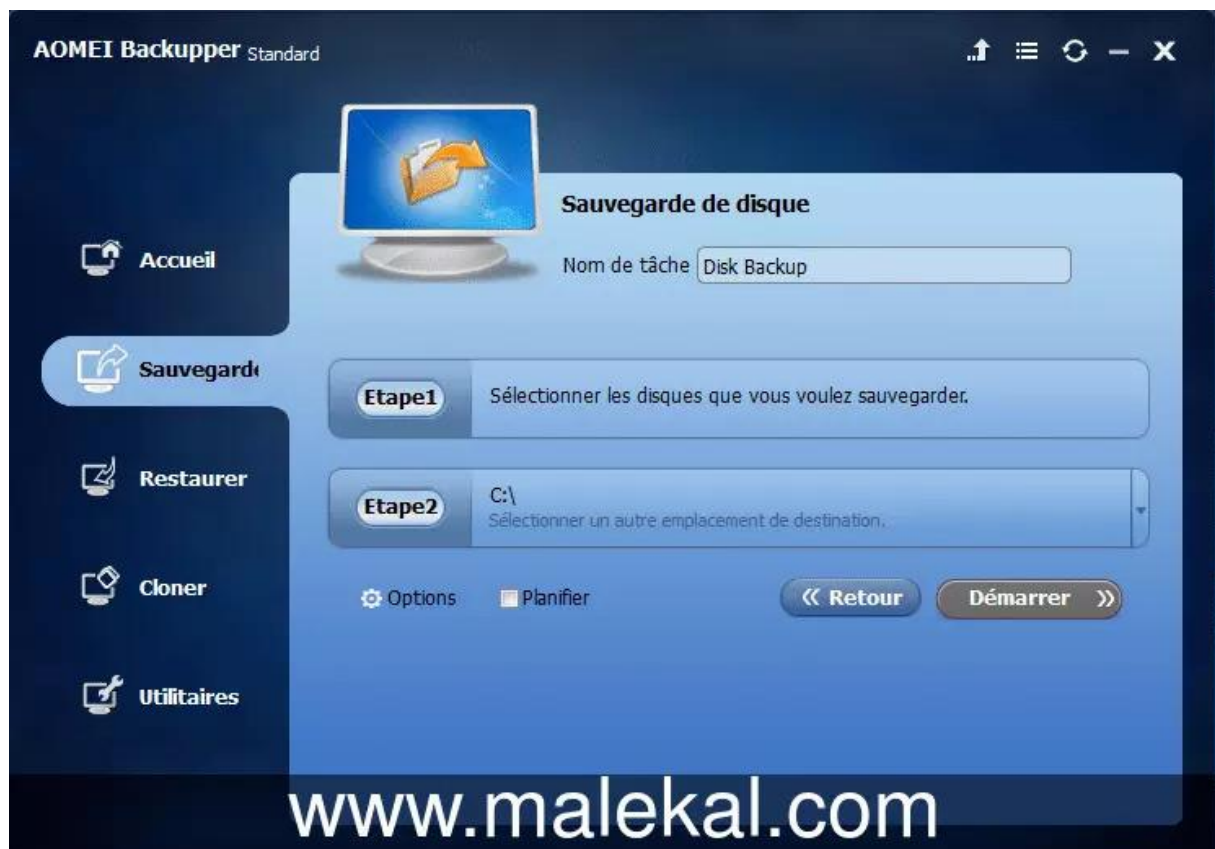 AOMEI Backupper Standard
Sauvegarde de disque
Nom de tâche Disk Backup
Accueil
Sauvegarde
Restaurer
Cloner
Utilitaires
Etape1 Sélectionner les disques que vous voulez sauvegarder.
Etape2 C:\
Sélectionner un autre emplacement de destination.
Options Planifier « Retour Démarrer »
www.malekal.com